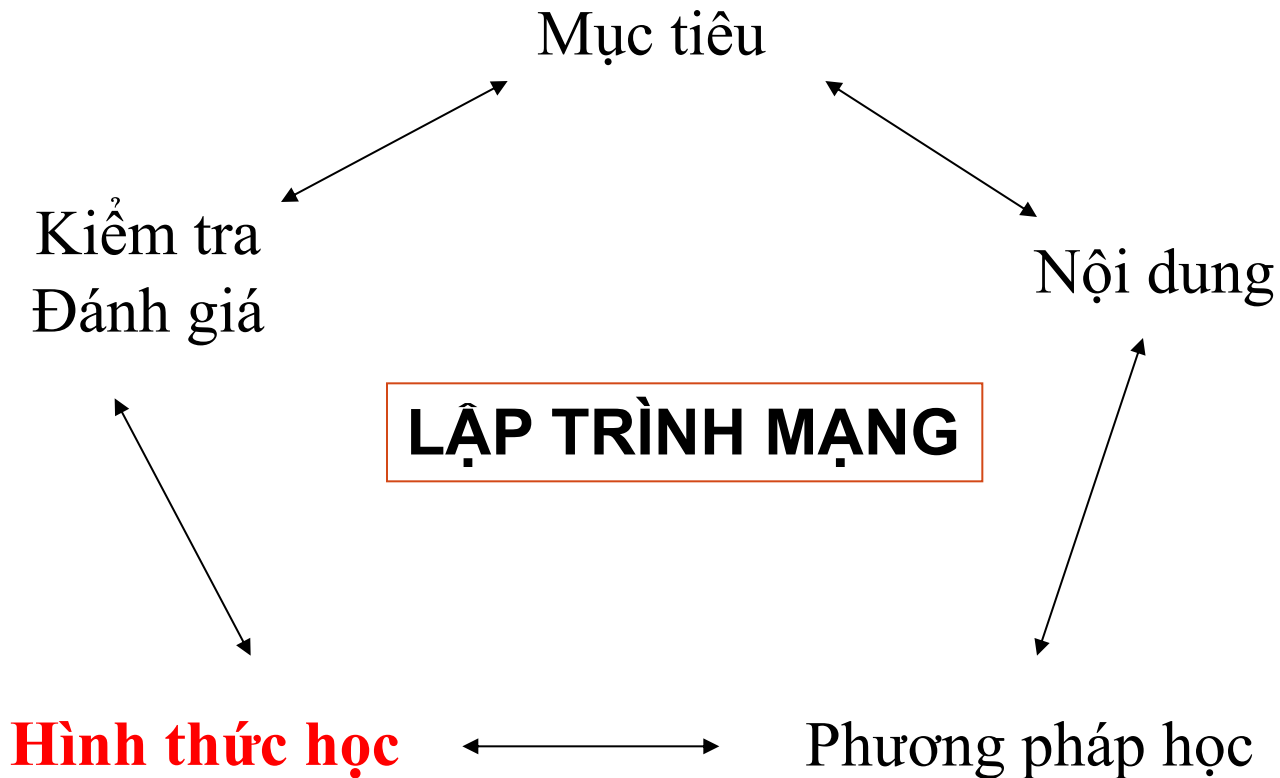 Mục tiêu
Kiểm tra
Đánh giá
Nội dung
LẬP TRÌNH MẠNG
Hình thức học
Phương pháp học